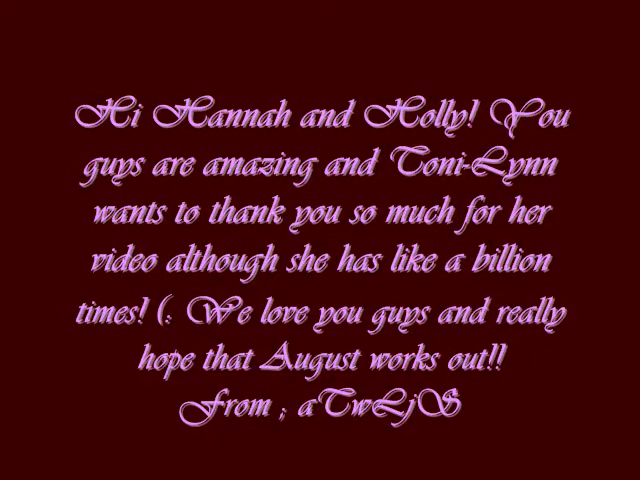 Hi Hannah and Holly! You
guys are amazing and Toni-Lynn
wants to thank you so much for her
video although she has like a billion
times! (: We love you guys and really
hope that August works out!!
From ; aTwLjS